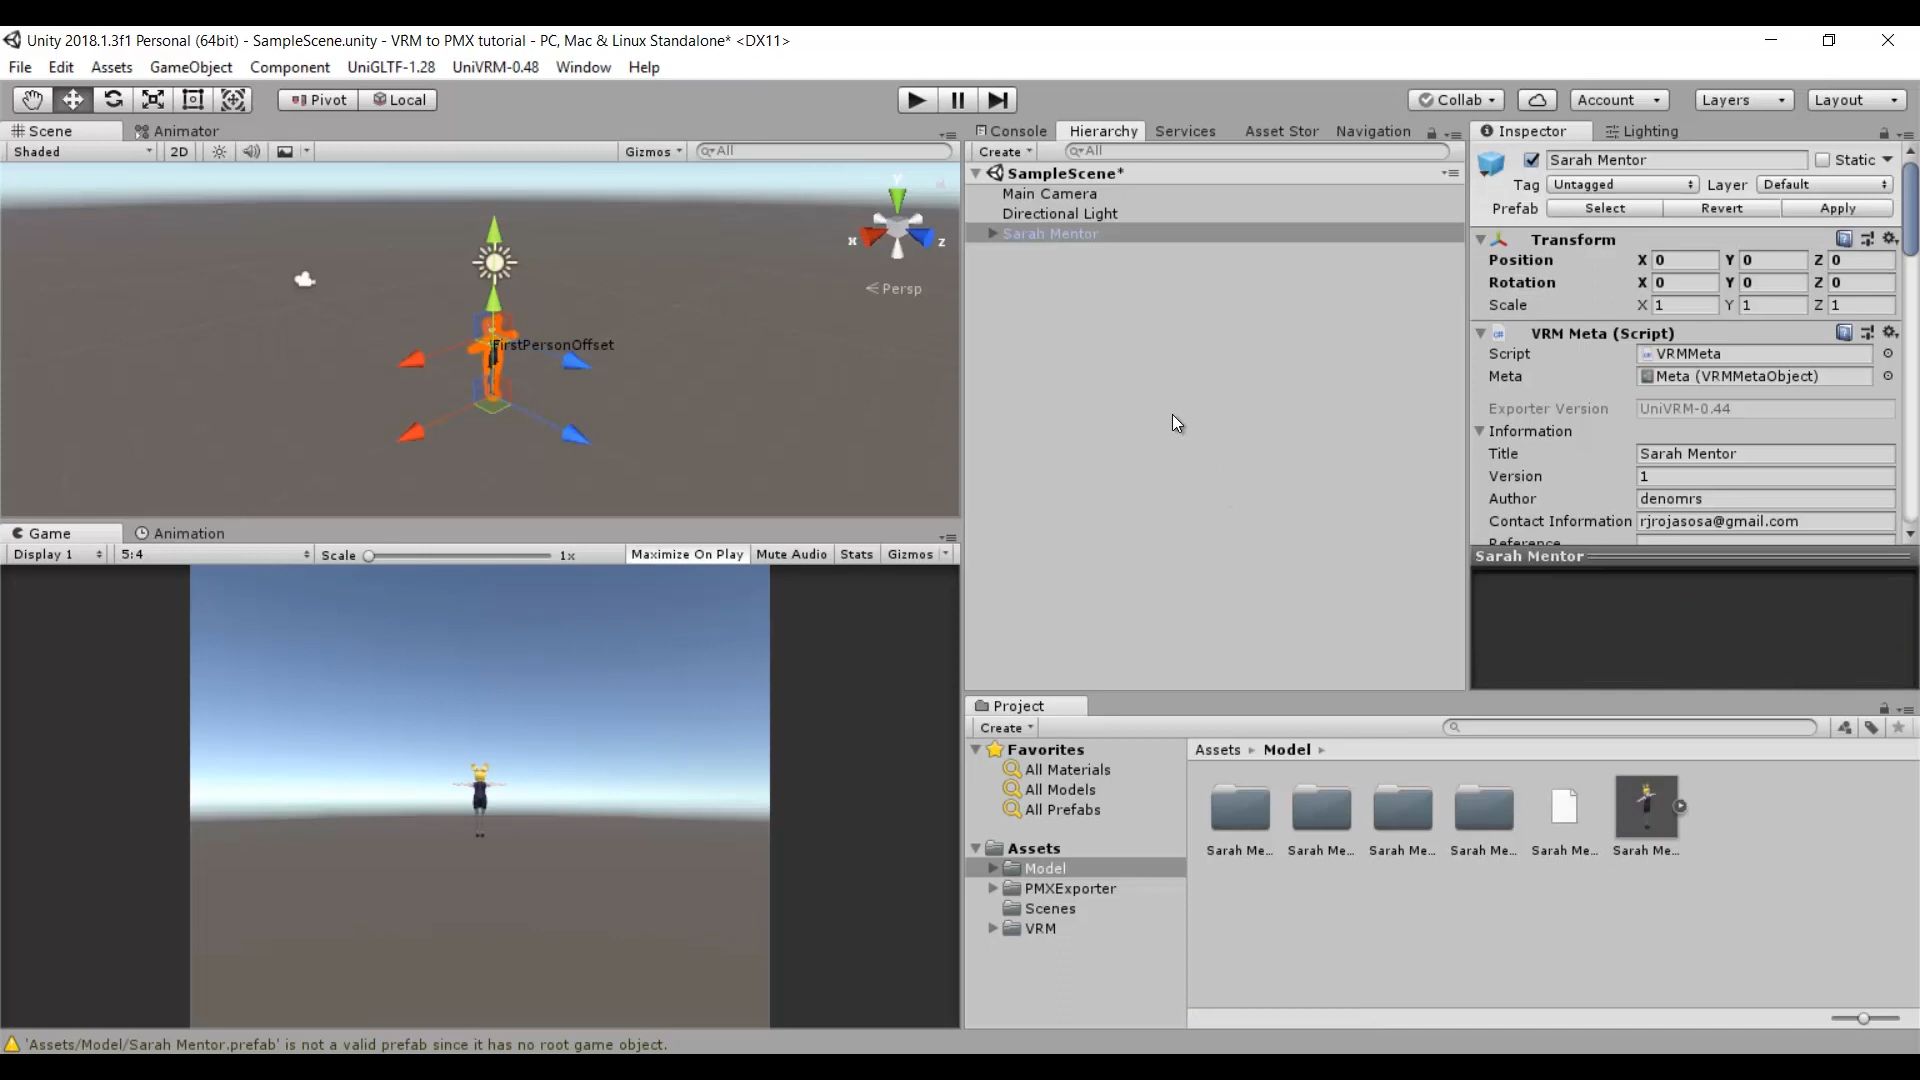 Unity 2018.1.3f1 Personal (64bit) - SampleScene.unity - VRM to PMX tutorial - PC, Mac & Linux Standalone* <DX11>
File Edit Assets GameObject Component UniGLTF-1.28 UniVRM-0.48 Window Help
Pivot Local Collab Account Layers Layout
Scene Animator
Shaded 2D Gizmos All
y x z
Persp
FirstPersonOffset
Game Animation
Display 1 5:4 Scale 1x Maximize On Play Mute Audio Stats Gizmos
Console Hierarchy Services Asset Stor Navigation
Create All
SampleScene*
Main Camera
Directional Light
Sarah Mentor
Inspector Lighting
Sarah Mentor Static
Tag Untagged Layer Default
Prefab Select Revert Apply
Transform
Position X 0 Y 0 Z 0
Rotation X 0 Y 0 Z 0
Scale X 1 Y 1 Z 1
VRM Meta (Script)
Script VRMMeta
Meta Meta (VRMMetaObject)
Exporter Version UniVRM-0.44
Information
Title Sarah Mentor
Version 1
Author denomrs
Contact Information rjrojasosa@gmail.com
Reference
Sarah Mentor
Project
Create
Favorites
All Materials
All Models
All Prefabs
Assets
Model
PMXExporter
Scenes
VRM
Assets Model
Sarah Me... Sarah Me... Sarah Me... Sarah Me... Sarah Me... Sarah Me...
'Assets/Model/Sarah Mentor.prefab' is not a valid prefab since it has no root game object.